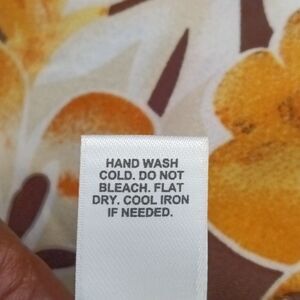 HAND WASH
COLD. DO NOT
BLEACH. FLAT
DRY. COOL IRON
IF NEEDED.